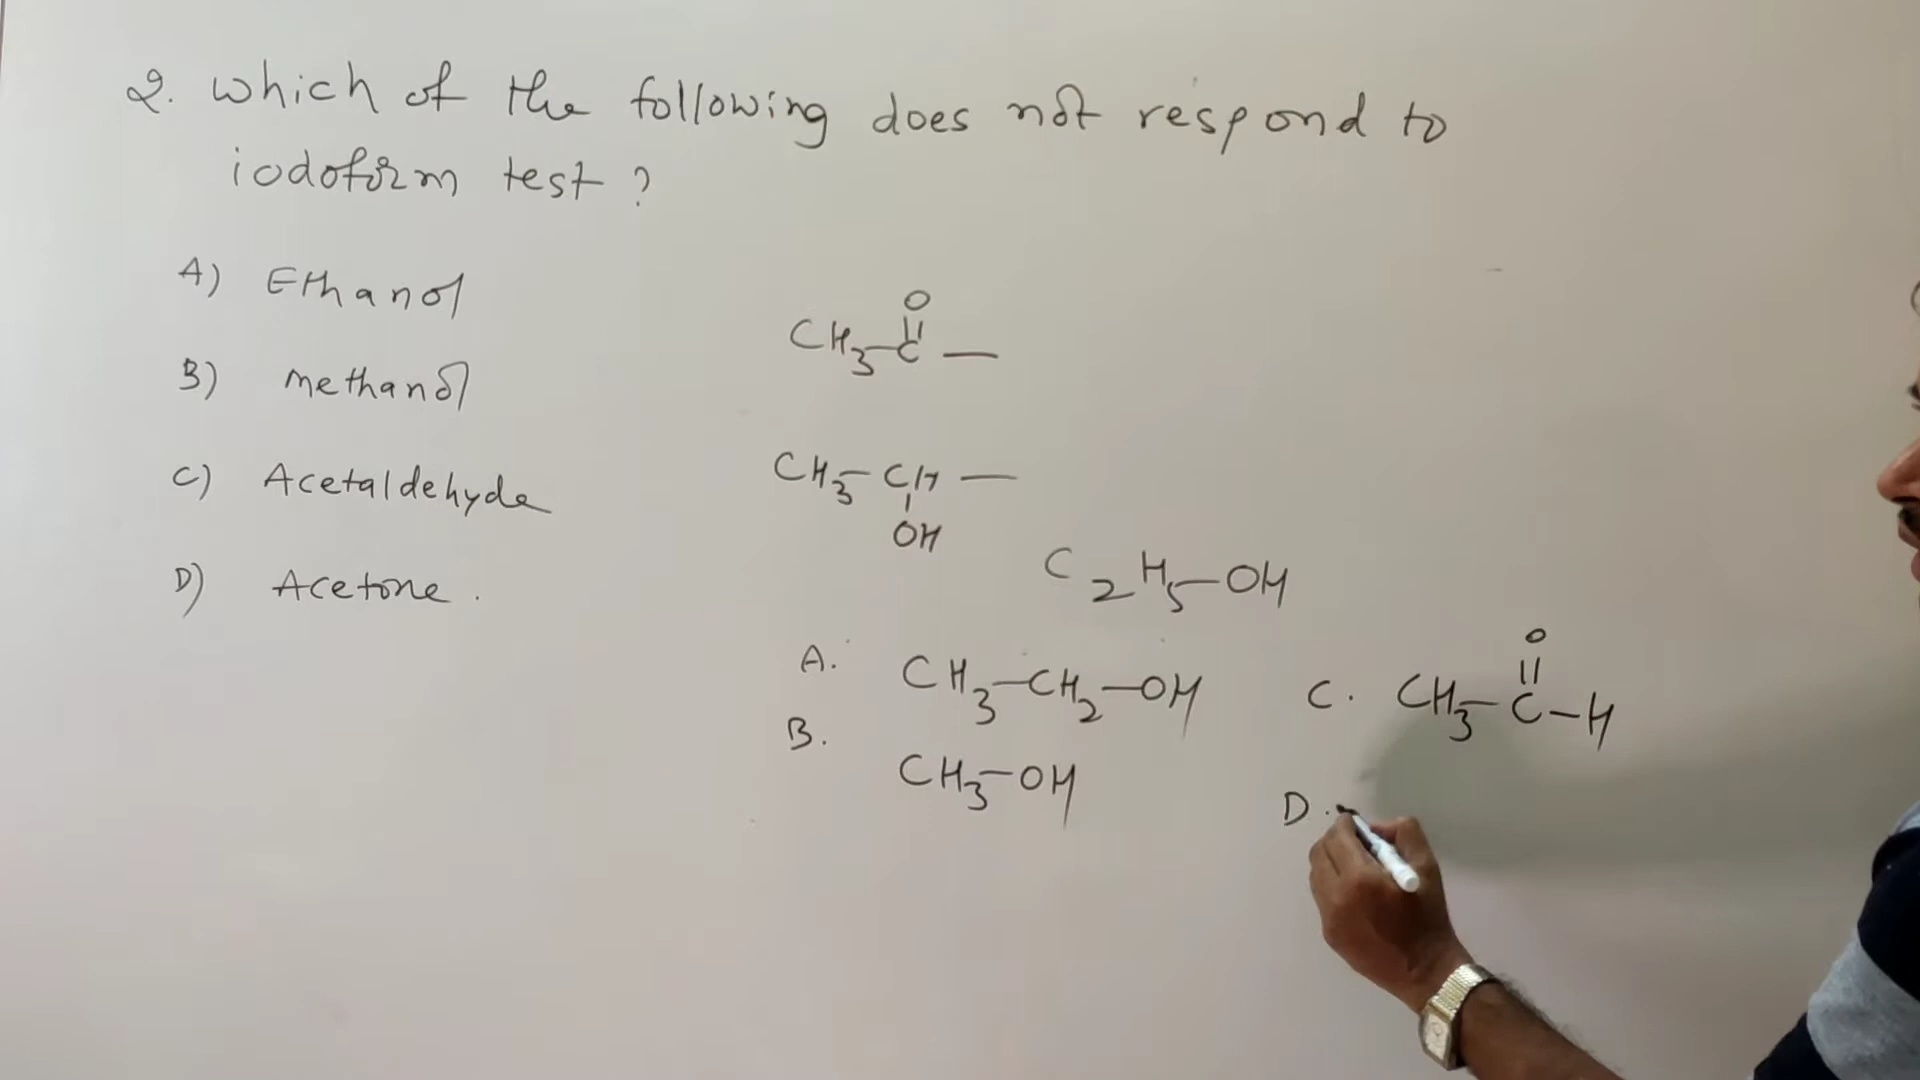 2. Which of the following does not respond to
iodoform test ?
A) Ethanol
B) Methanol
C) Acetaldehyde
D) Acetone .
O
||
CH3-C —
CH3-CH —
OH
C2H5-OH
A. CH3-CH2-OH
B. CH3-OH
O
||
C. CH3-C-H
D.